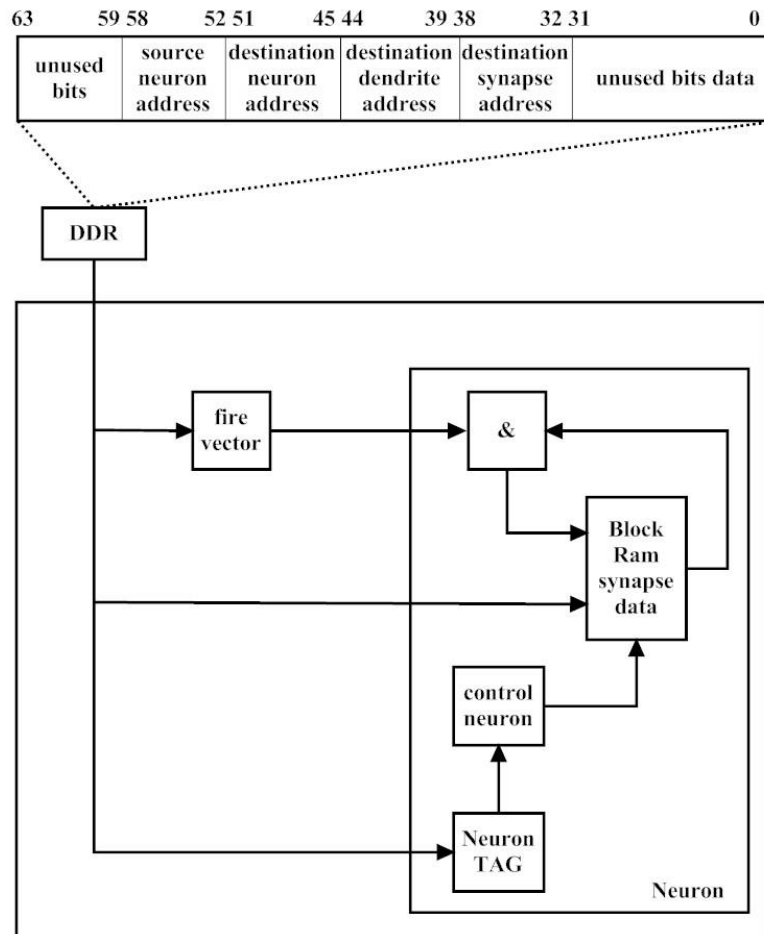 63 59 58 52 51 45 44 39 38 32 31 0
unused
bits
source
neuron
address
destination
neuron
address
destination
dendrite
address
destination
synapse
address
unused bits data
DDR
fire
vector
&
Block
Ram
synapse
data
control
neuron
Neuron
TAG
Neuron